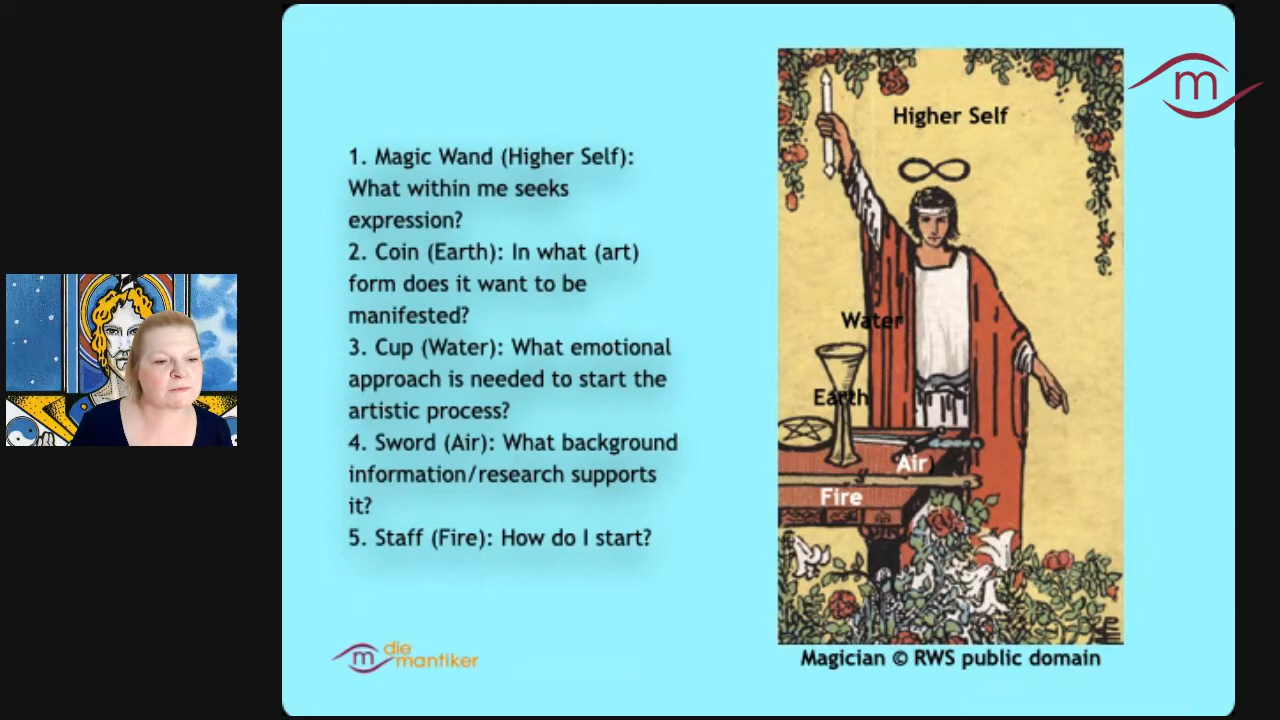 1. Magic Wand (Higher Self):
What within me seeks
expression?
2. Coin (Earth): In what (art)
form does it want to be
manifested?
3. Cup (Water): What emotional
approach is needed to start the
artistic process?
4. Sword (Air): What background
information/research supports
it?
5. Staff (Fire): How do I start?
m die
mantiker
m
Higher Self
Water
Earth
Air
Fire
Magician © RWS public domain